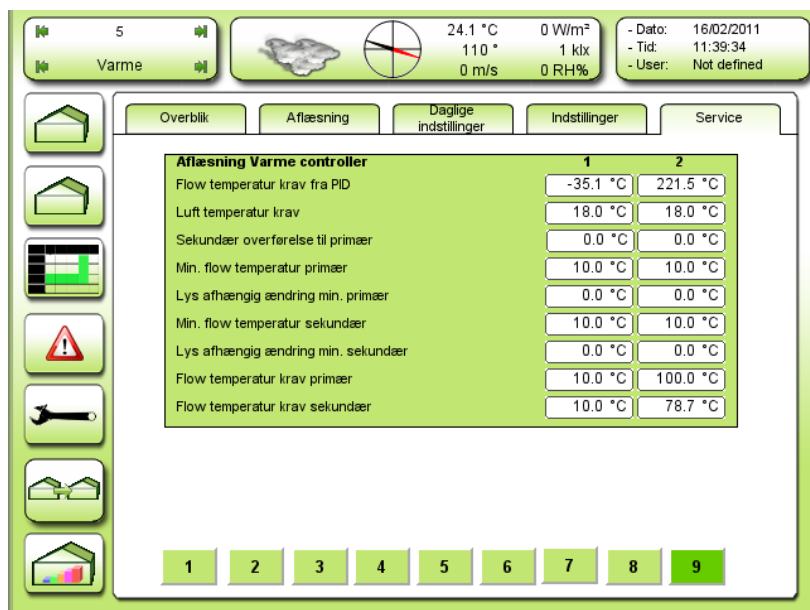 5
Varme
24.1 °C
110 °
0 m/s
0 W/m²
1 klx
0 RH%
- Dato: 16/02/2011
- Tid: 11:39:34
- User: Not defined
Overblik
Aflæsning
Daglige
indstillinger
Indstillinger
Service
Aflæsning Varme controller 1 2
Flow temperatur krav fra PID -35.1 °C 221.5 °C
Luft temperatur krav 18.0 °C 18.0 °C
Sekundær overførelse til primær 0.0 °C 0.0 °C
Min. flow temperatur primær 10.0 °C 10.0 °C
Lys afhængig ændring min. primær 0.0 °C 0.0 °C
Min. flow temperatur sekundær 10.0 °C 10.0 °C
Lys afhængig ændring min. sekundær 0.0 °C 0.0 °C
Flow temperatur krav primær 10.0 °C 100.0 °C
Flow temperatur krav sekundær 10.0 °C 78.7 °C
1 2 3 4 5 6 7 8 9